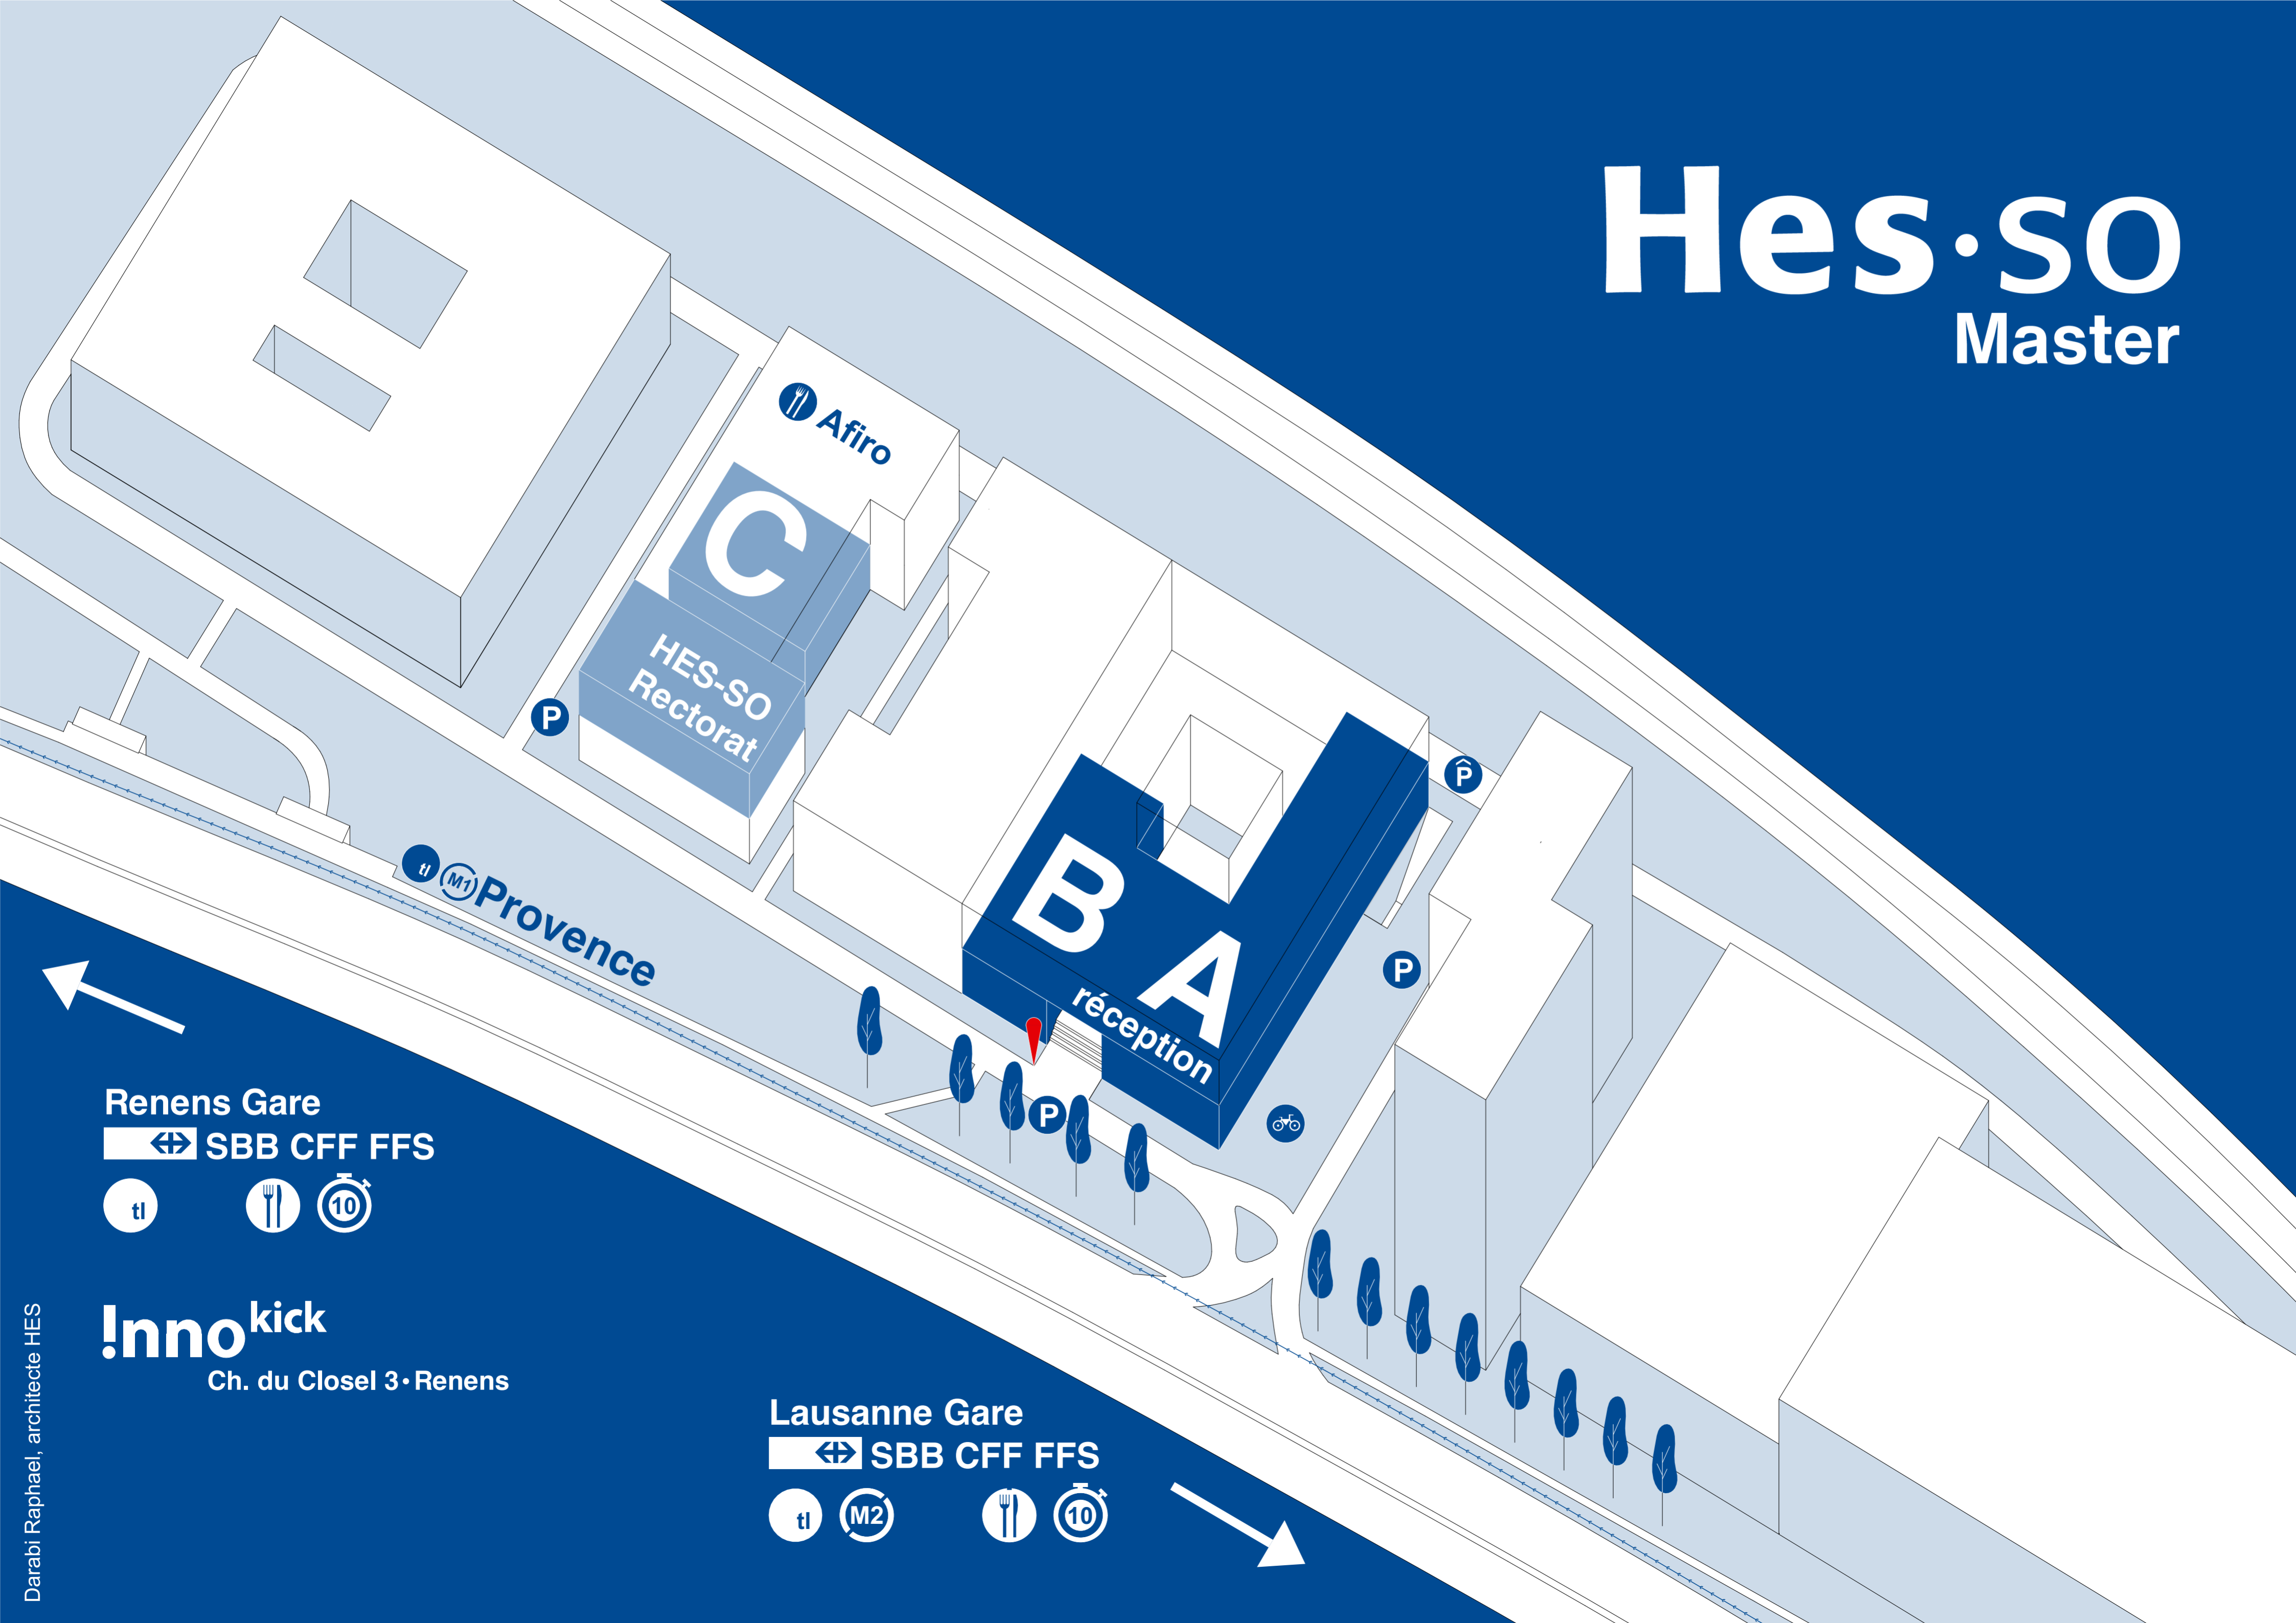 Hes·so
Master
Afiro
C
HES-SO
Rectorat
P
P
B
A
réception
P
P
tl M1 Provence
Renens Gare
SBB CFF FFS
tl 10
!nnokick
Ch. du Closel 3 • Renens
Lausanne Gare
SBB CFF FFS
tl M2 10
Darabi Raphael, architecte HES